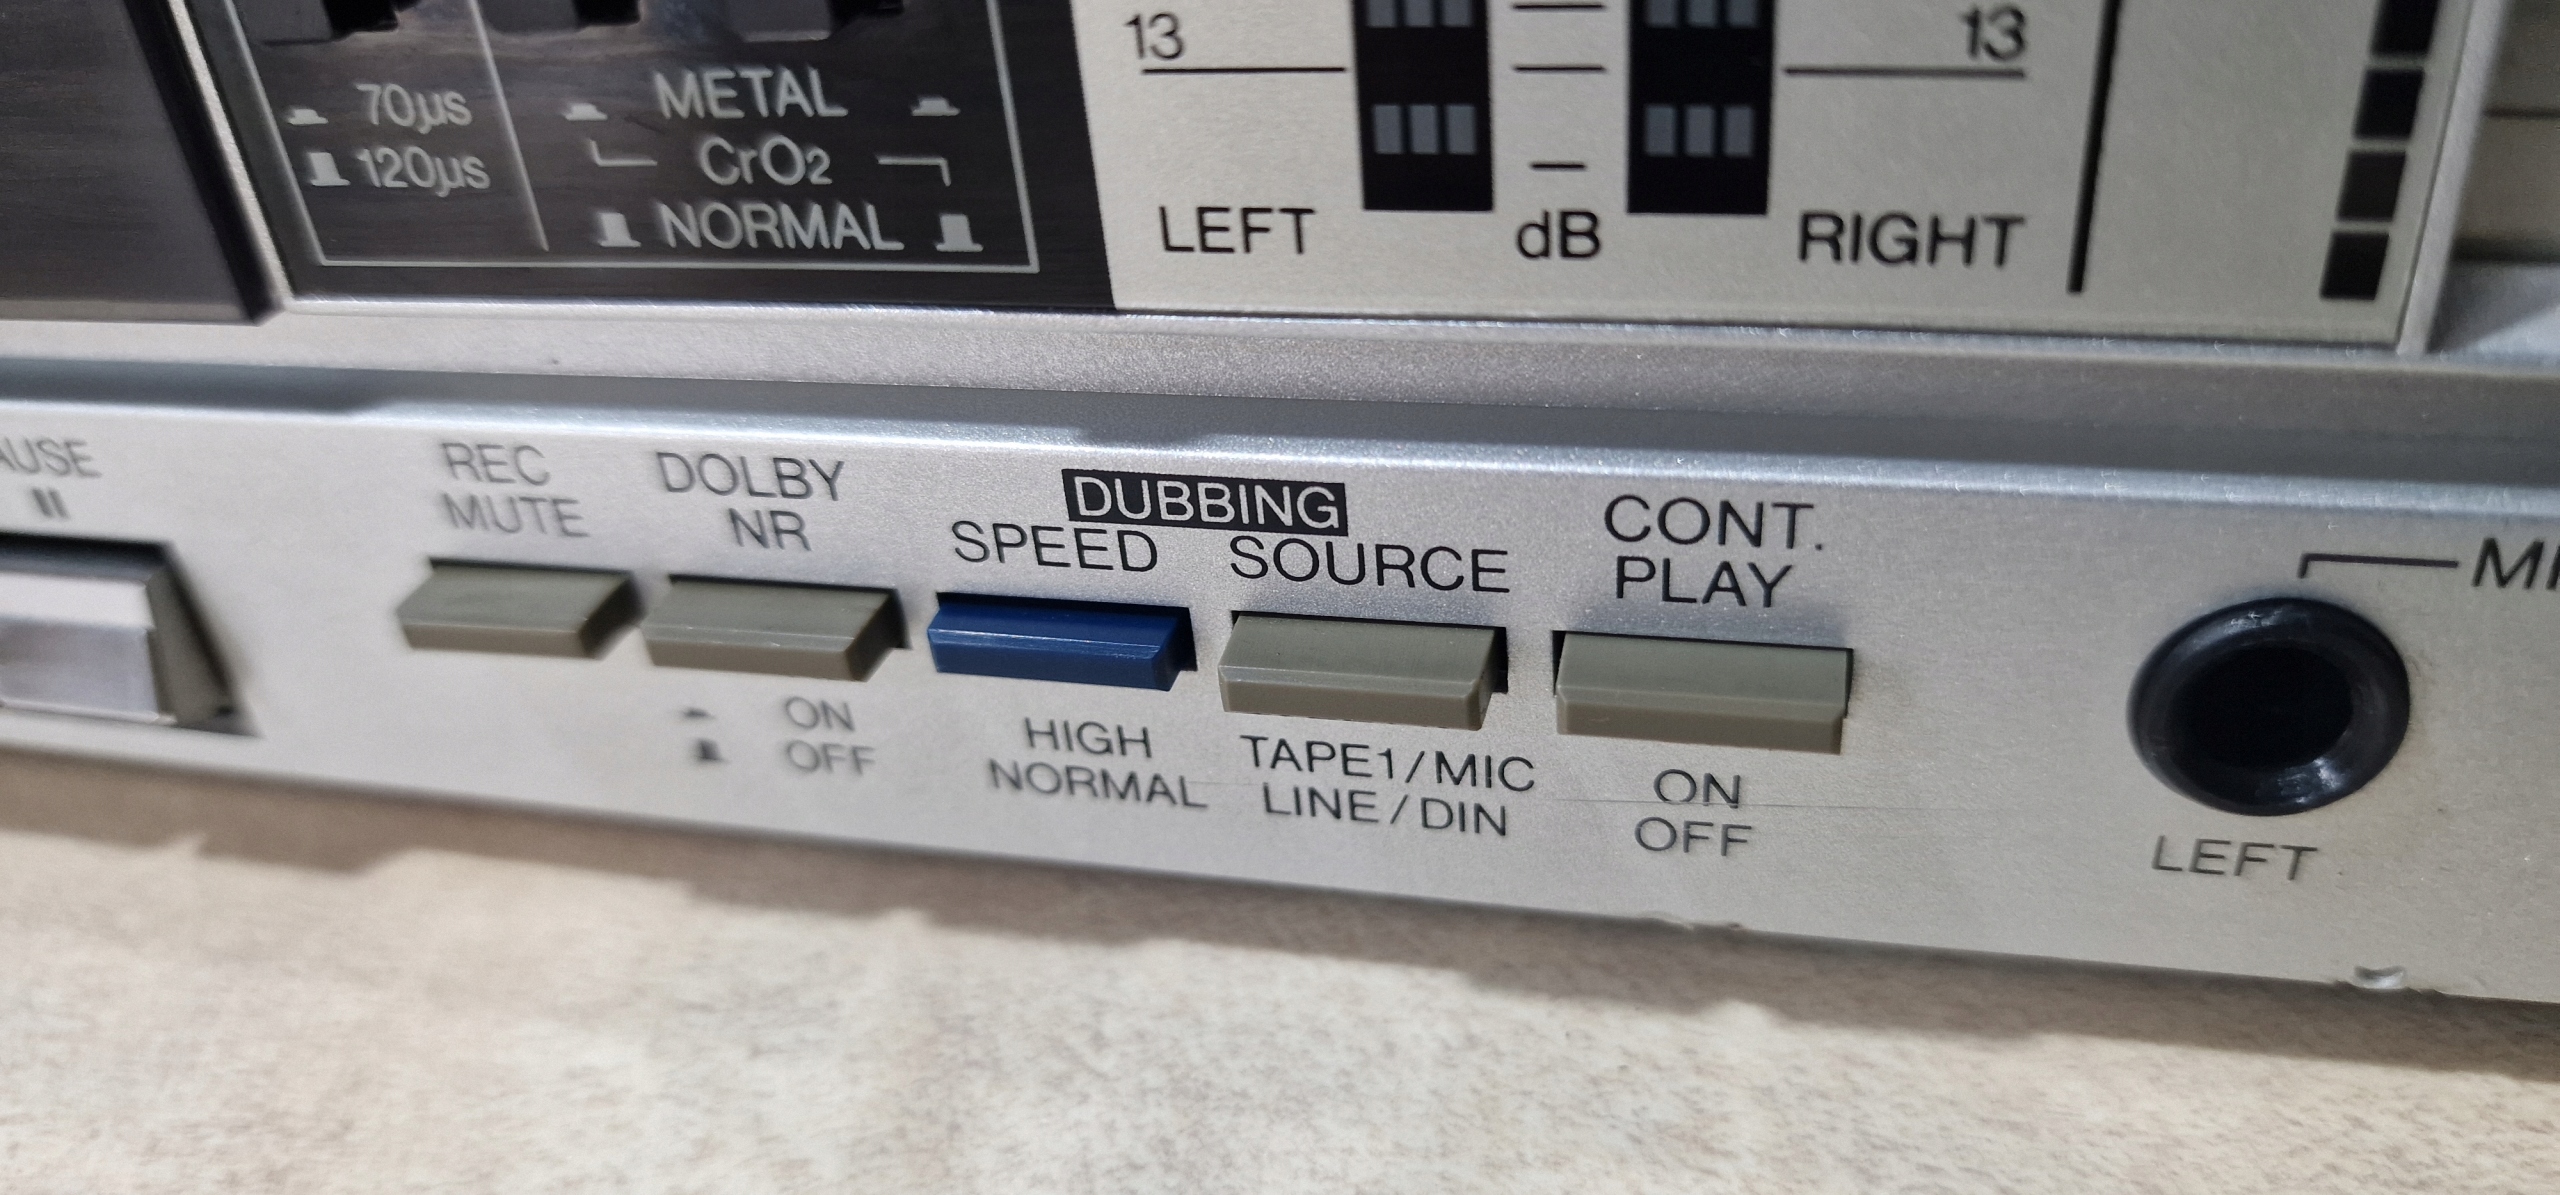 13 13
70µs METAL
120µs CrO2
NORMAL
LEFT dB RIGHT
REC
MUTE
DOLBY
NR
ON
OFF
DUBBING
SPEED SOURCE
HIGH
NORMAL
TAPE1/MIC
LINE/DIN
CONT.
PLAY
ON
OFF
LEFT